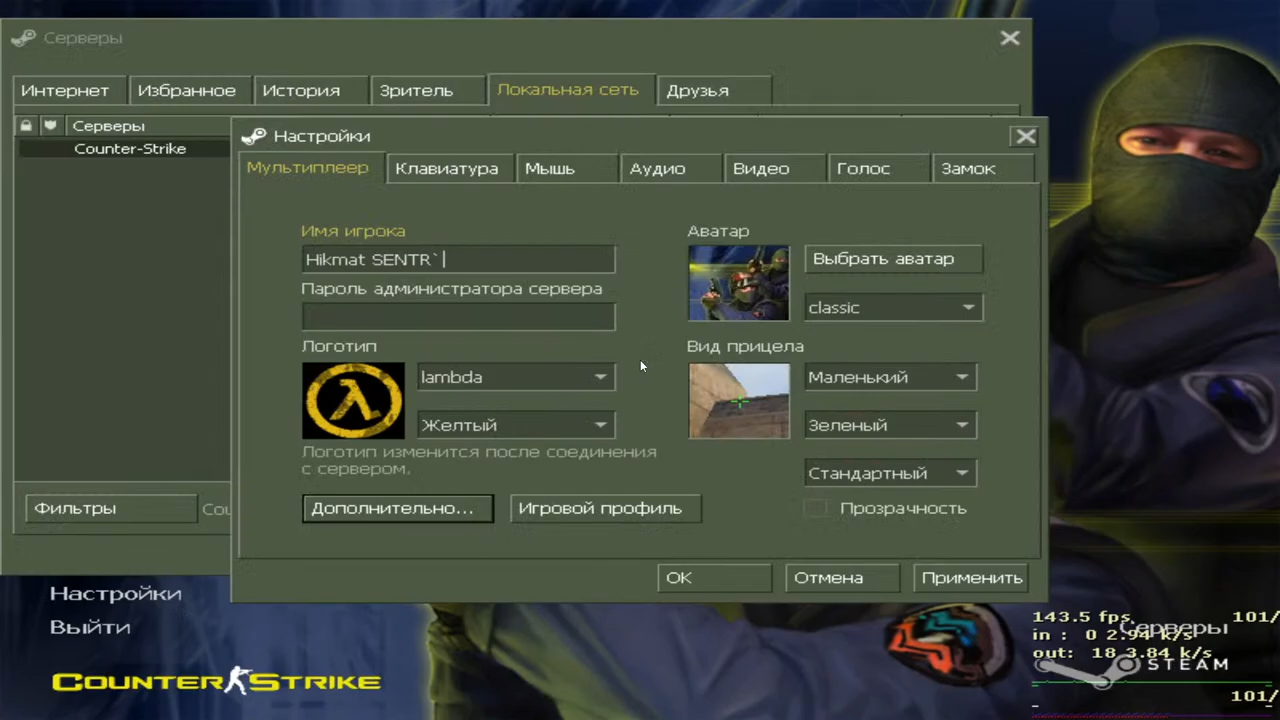 Серверы
Интернет Избранное История Зритель Локальная сеть Друзья
Серверы
Counter-Strike
Настройки
Мультиплеер Клавиатура Мышь Аудио Видео Голос Замок
Имя игрока
Hikmat SENTR`
Пароль администратора сервера
Логотип
lambda
Желтый
Логотип изменится после соединения
с сервером.
Дополнительно... Игровой профиль
Аватар
Выбрать аватар
classic
Вид прицела
Маленький
Зеленый
Стандартный
Прозрачность
Фильтры Cou
OK Отмена Применить
Настройки
Выйти
COUNTER STRIKE
143.5 fps 101/
Серверы
in : 0 2.94 k/s
out: 18 3.84 k/s
STEAM
101/